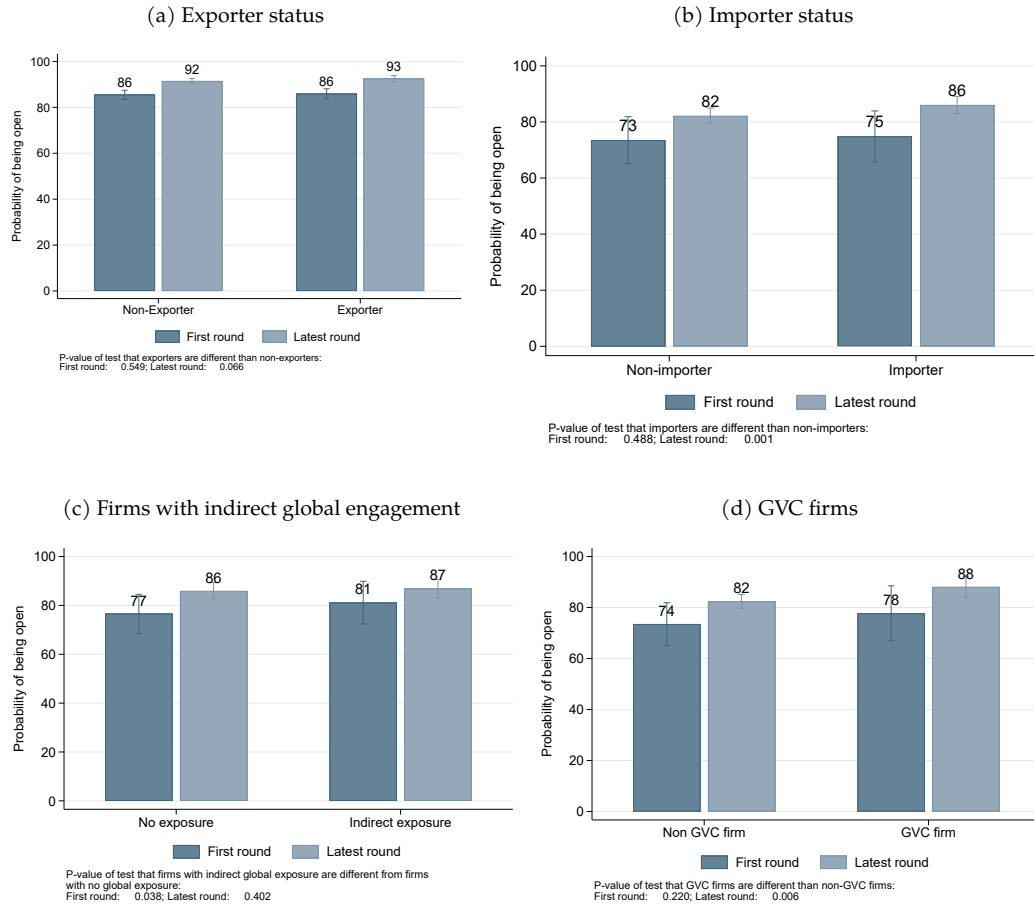 (a) Exporter status
Probability of being open
100
80
60
40
20
0
86
92
86
93
Non-Exporter
Exporter
First round
Latest round
P-value of test that exporters are different than non-exporters:
First round: 0.549; Latest round: 0.066
(b) Importer status
Probability of being open
100
80
60
40
20
0
73
82
75
86
Non-importer
Importer
First round
Latest round
P-value of test that importers are different than non-importers:
First round: 0.488; Latest round: 0.001
(c) Firms with indirect global engagement
Probability of being open
100
80
60
40
20
0
77
86
81
87
No exposure
Indirect exposure
First round
Latest round
P-value of test that firms with indirect global exposure are different from firms
with no global exposure:
First round: 0.038; Latest round: 0.402
(d) GVC firms
Probability of being open
100
80
60
40
20
0
74
82
78
88
Non GVC firm
GVC firm
First round
Latest round
P-value of test that GVC firms are different than non-GVC firms:
First round: 0.220; Latest round: 0.006